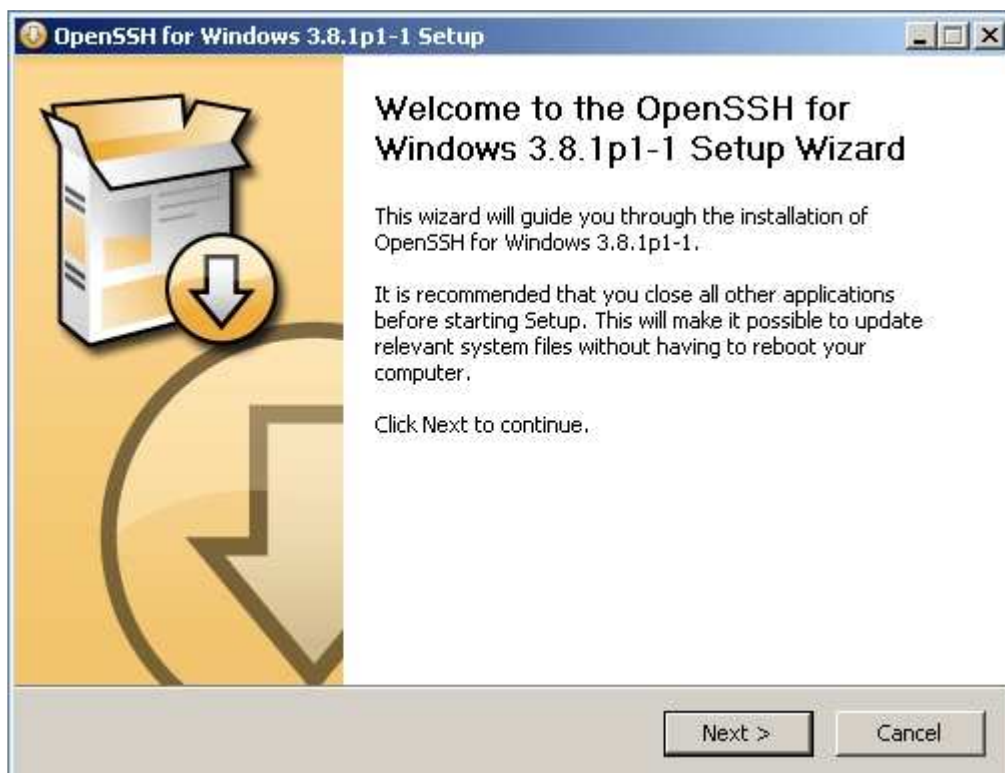 OpenSSH for Windows 3.8.1p1-1 Setup
Welcome to the OpenSSH for
Windows 3.8.1p1-1 Setup Wizard
This wizard will guide you through the installation of
OpenSSH for Windows 3.8.1p1-1.
It is recommended that you close all other applications
before starting Setup. This will make it possible to update
relevant system files without having to reboot your
computer.
Click Next to continue.
Next >
Cancel